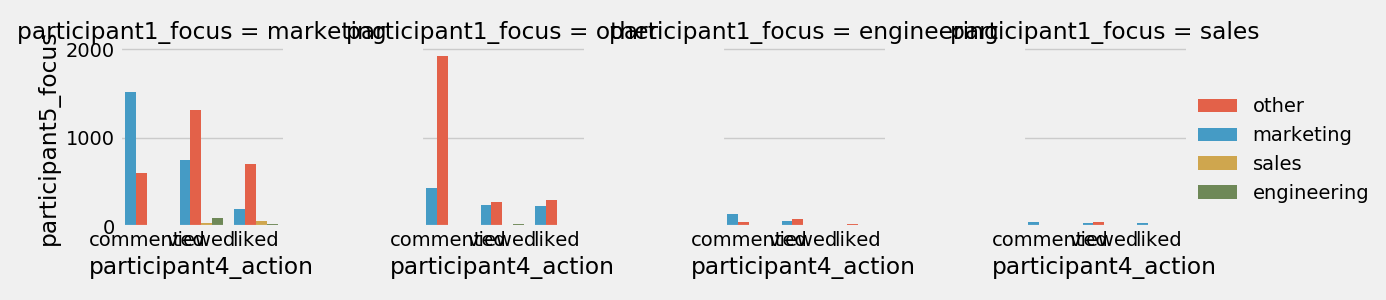 participant1_focus = marketing
participant1_focus = other
participant1_focus = engineering
participant1_focus = sales
participant5_focus
2000
1000
0
commented viewed liked
commented viewed liked
commented viewed liked
commented viewed liked
participant4_action
participant4_action
participant4_action
participant4_action
other
marketing
sales
engineering